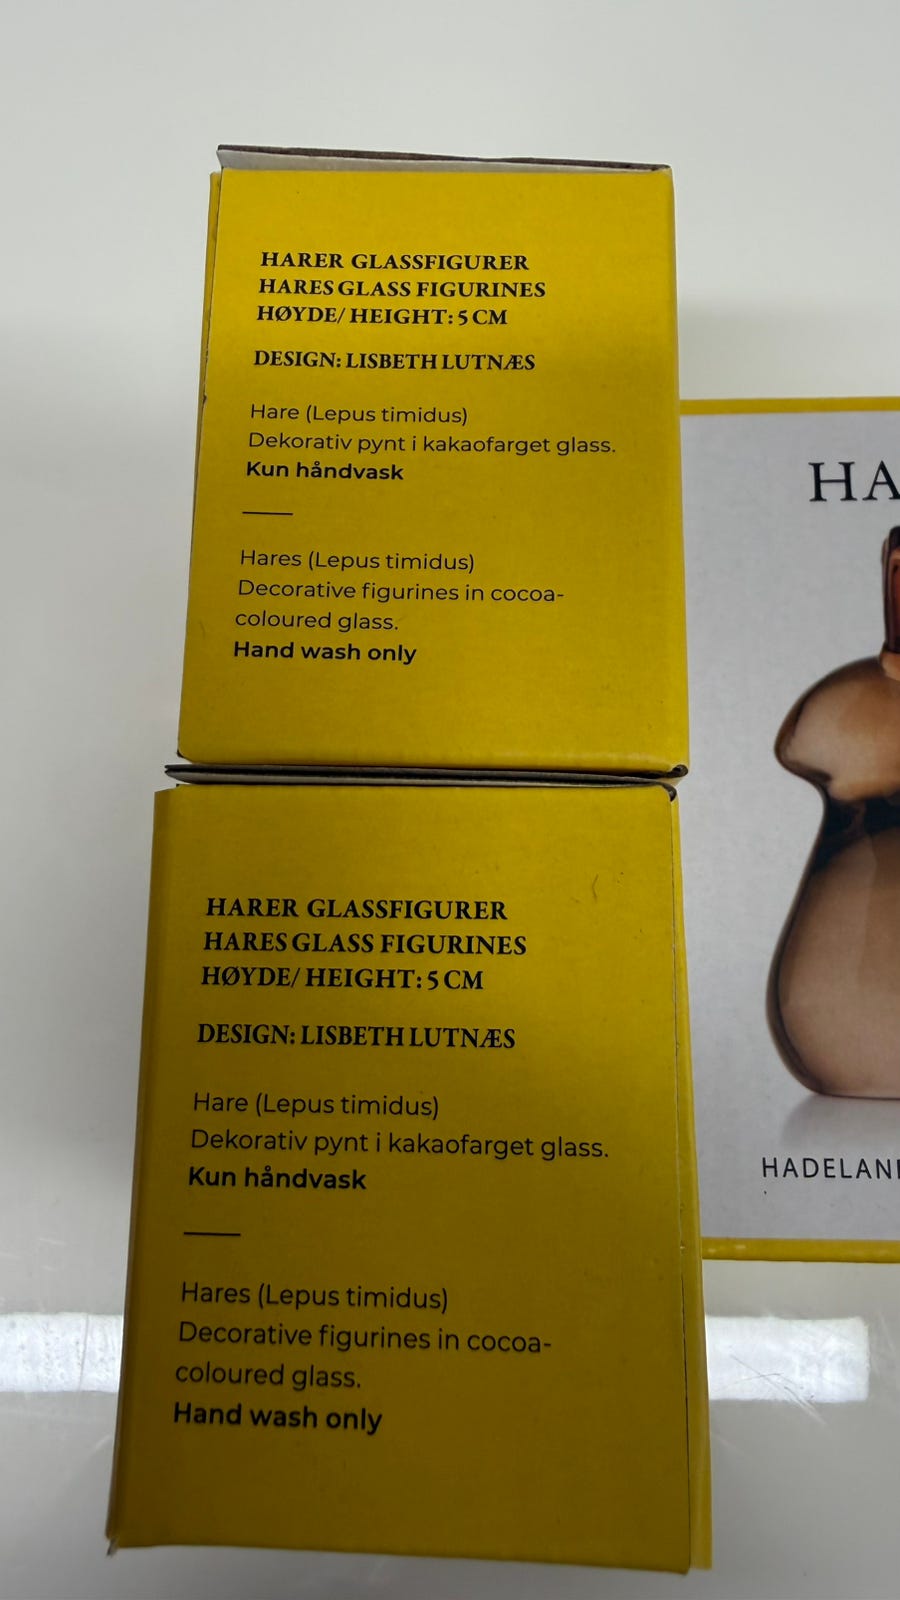 HARER GLASSFIGURER
HARES GLASS FIGURINES
HØYDE/ HEIGHT: 5 CM
DESIGN: LISBETH LUTNÆS
Hare (Lepus timidus)
Dekorativ pynt i kakaofarget glass.
Kun håndvask
Hares (Lepus timidus)
Decorative figurines in cocoa-
coloured glass.
Hand wash only
HARER GLASSFIGURER
HARES GLASS FIGURINES
HØYDE/ HEIGHT: 5 CM
DESIGN: LISBETH LUTNÆS
Hare (Lepus timidus)
Dekorativ pynt i kakaofarget glass.
Kun håndvask
Hares (Lepus timidus)
Decorative figurines in cocoa-
coloured glass.
Hand wash only
HA
HADELAN